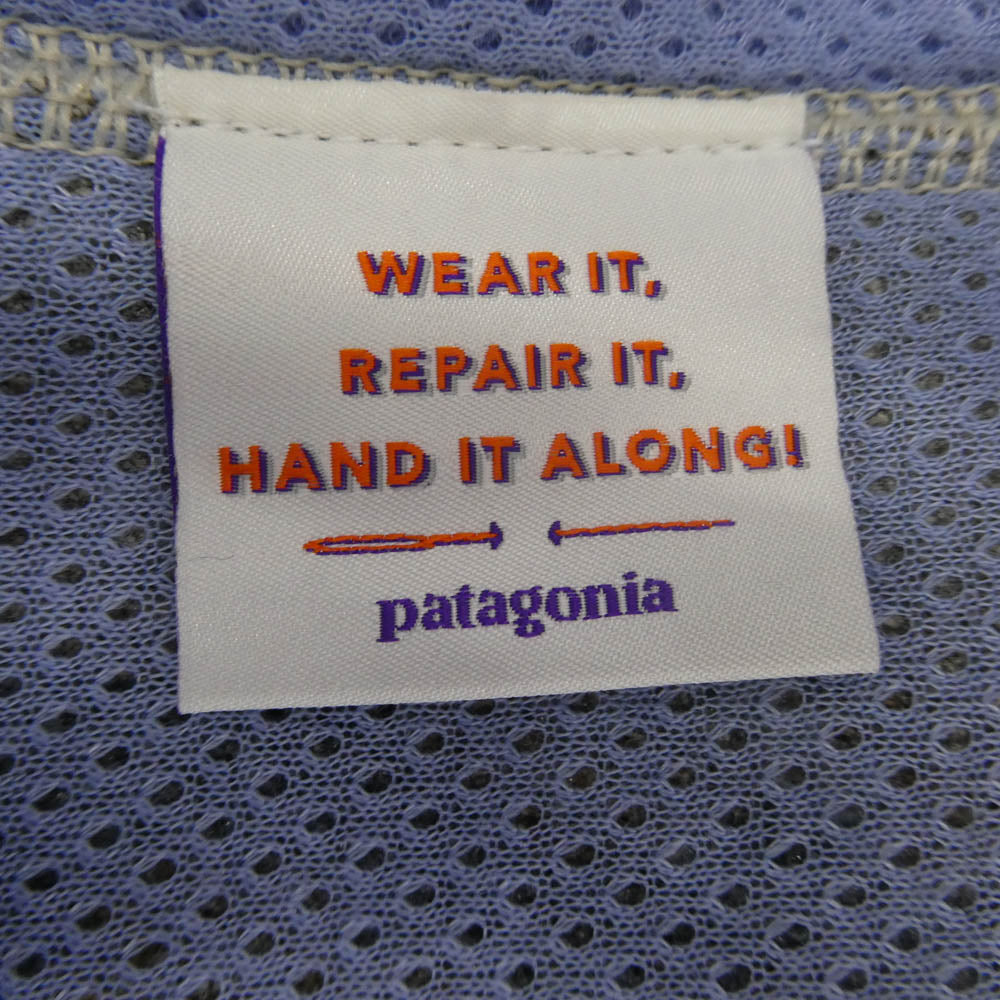 WEAR IT,
REPAIR IT,
HAND IT ALONG!
patagonia